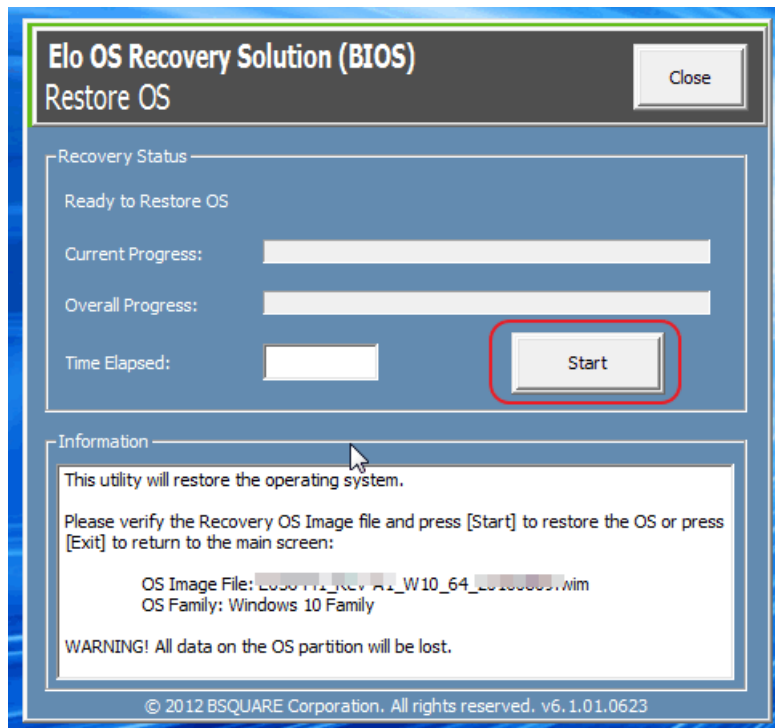 Elo OS Recovery Solution (BIOS)
Restore OS
Close
Recovery Status
Ready to Restore OS
Current Progress:
Overall Progress:
Time Elapsed:
Start
Information
This utility will restore the operating system.
Please verify the Recovery OS Image file and press [Start] to restore the OS or press
[Exit] to return to the main screen:
OS Image File: _W10_64_ .wim
OS Family: Windows 10 Family
WARNING! All data on the OS partition will be lost.
© 2012 BSQUARE Corporation. All rights reserved. v6.1.01.0623